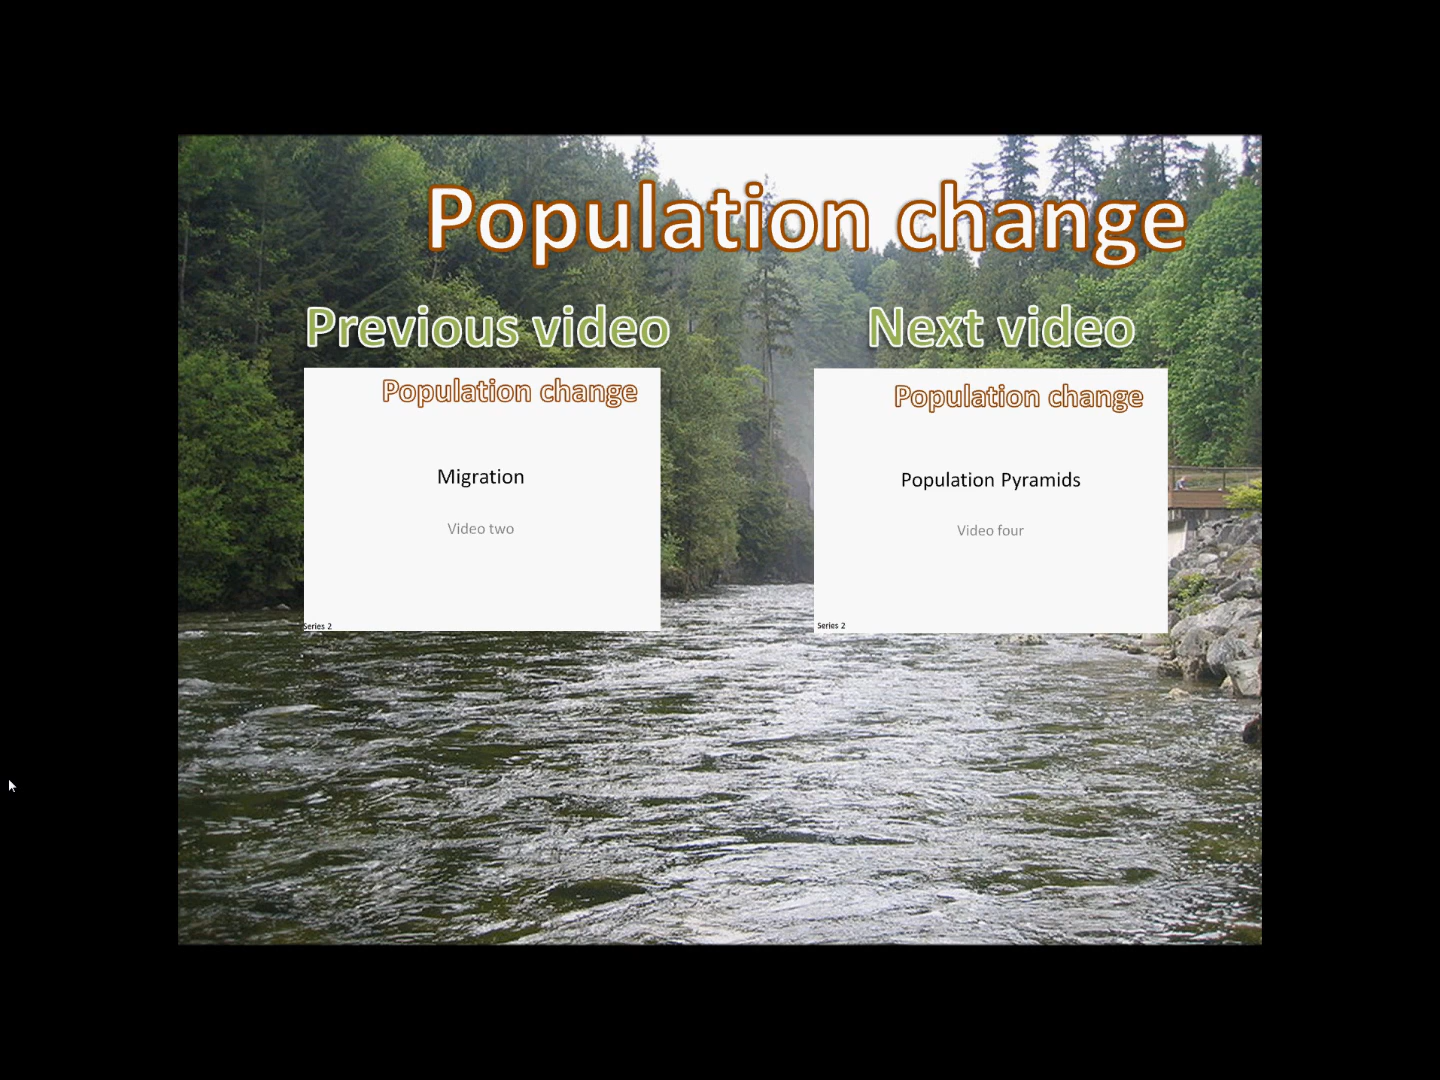 Population change
Previous video
Next video
Population change
Migration
Video two
Series 2
Population change
Population Pyramids
Video four
Series 2